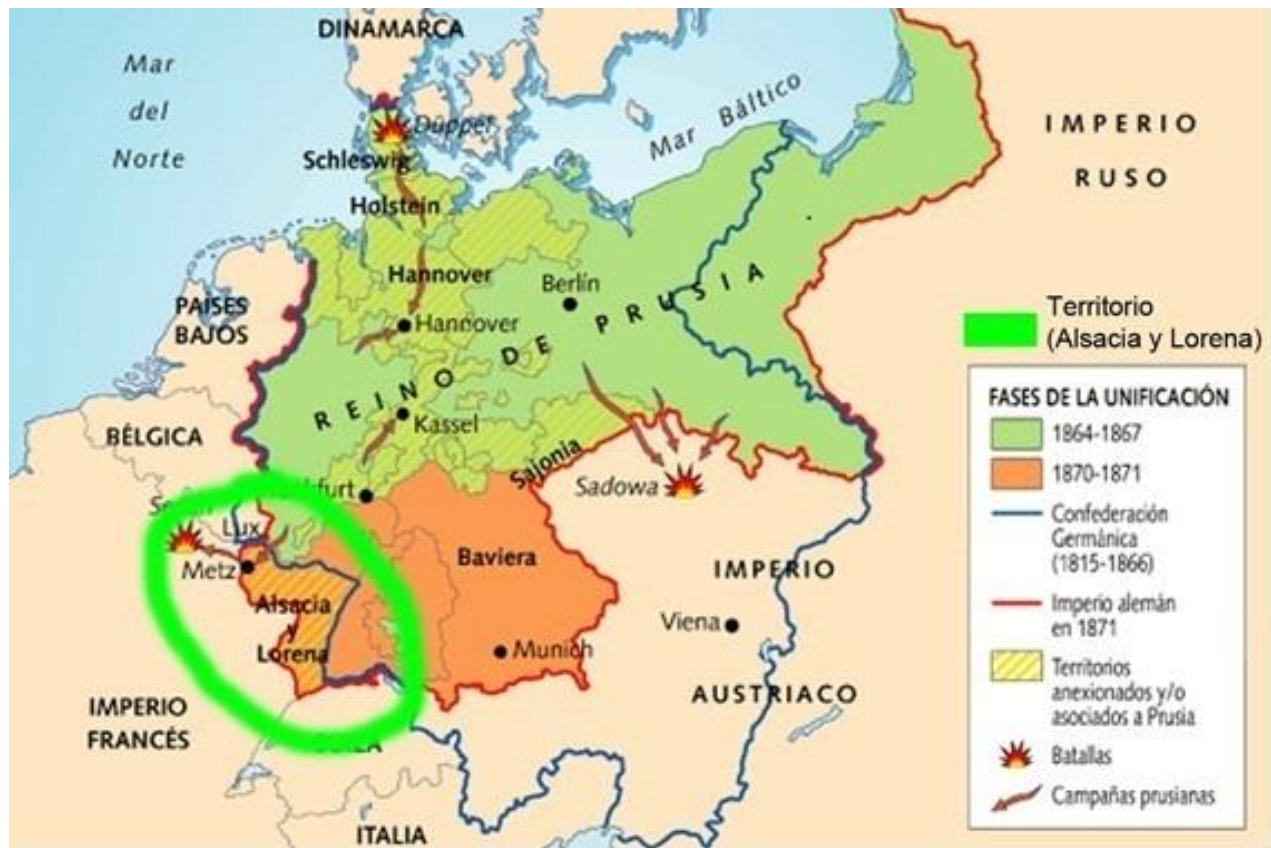 DINAMARCA
Mar
del
Norte
Mar Báltico
IMPERIO
RUSO
Düppel
Schleswig
Holstein
Hannover
Berlín
PAÍSES
BAJOS
Hannover
REINO DE PRUSIA
Kassel
BÉLGICA
Sajonia
Sadowa
Lux
Metz
Baviera
Alsacia
y
Lorena
IMPERIO
Viena
Munich
AUSTRIACO
IMPERIO
FRANCÉS
ITALIA
Territorio
(Alsacia y Lorena)
FASES DE LA UNIFICACIÓN
1864-1867
1870-1871
Confederación
Germánica
(1815-1866)
Imperio alemán
en 1871
Territorios
anexionados y/o
asociados a Prusia
Batallas
Campañas prusianas